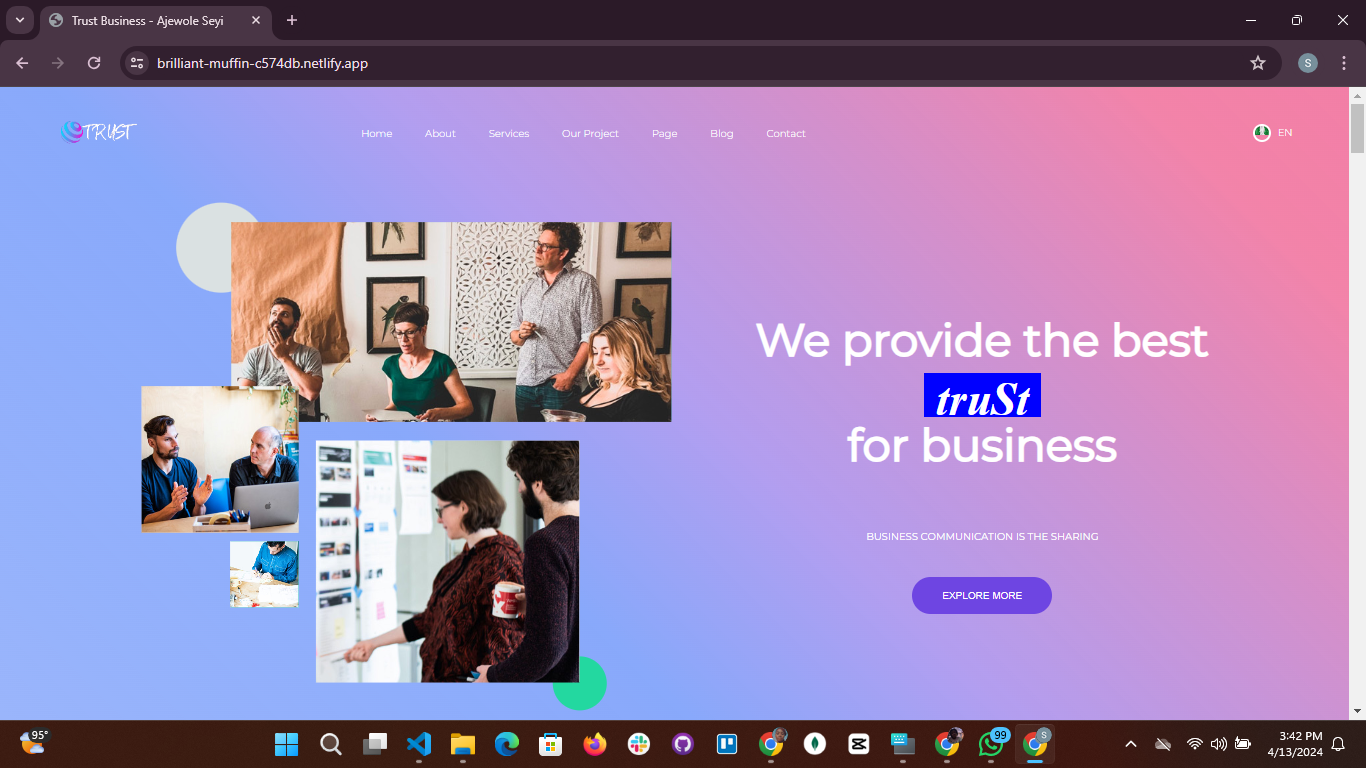 Trust Business - Ajewole Seyi
brilliant-muffin-c574db.netlify.app
S
TRUST
Home About Services Our Project Page Blog Contact
EN
We provide the best
truSt
for business
BUSINESS COMMUNICATION IS THE SHARING
EXPLORE MORE
95°
99
S
3:42 PM
4/13/2024